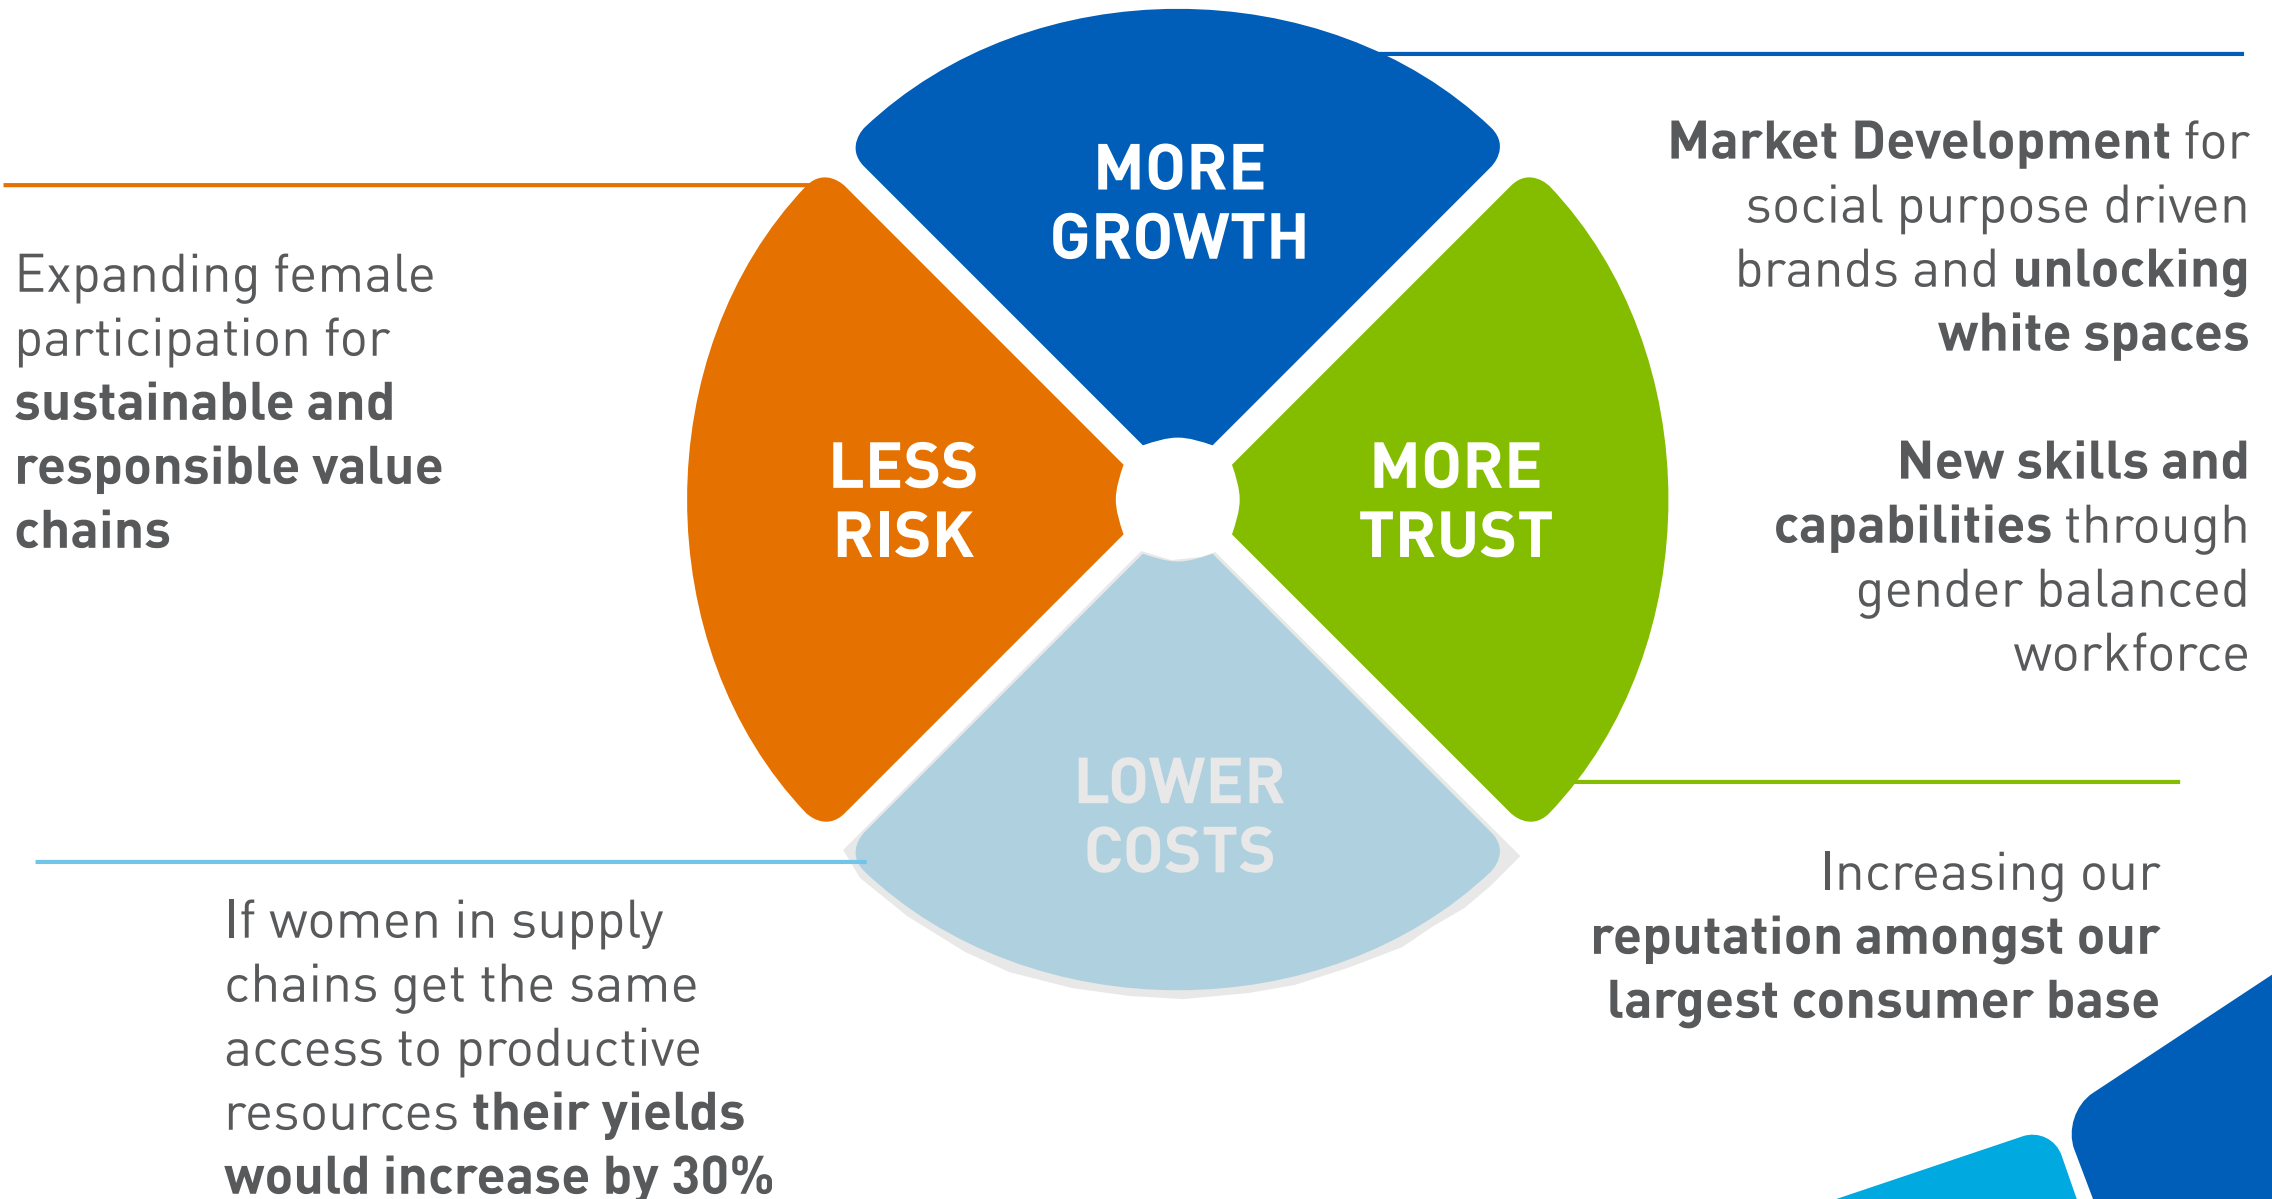 MORE
GROWTH
Market Development for
social purpose driven
brands and unlocking
white spaces
New skills and
capabilities through
gender balanced
workforce
Expanding female
participation for
sustainable and
responsible value
chains
LESS
RISK
MORE
TRUST
LOWER
COSTS
If women in supply
chains get the same
access to productive
resources their yields
would increase by 30%
Increasing our
reputation amongst our
largest consumer base